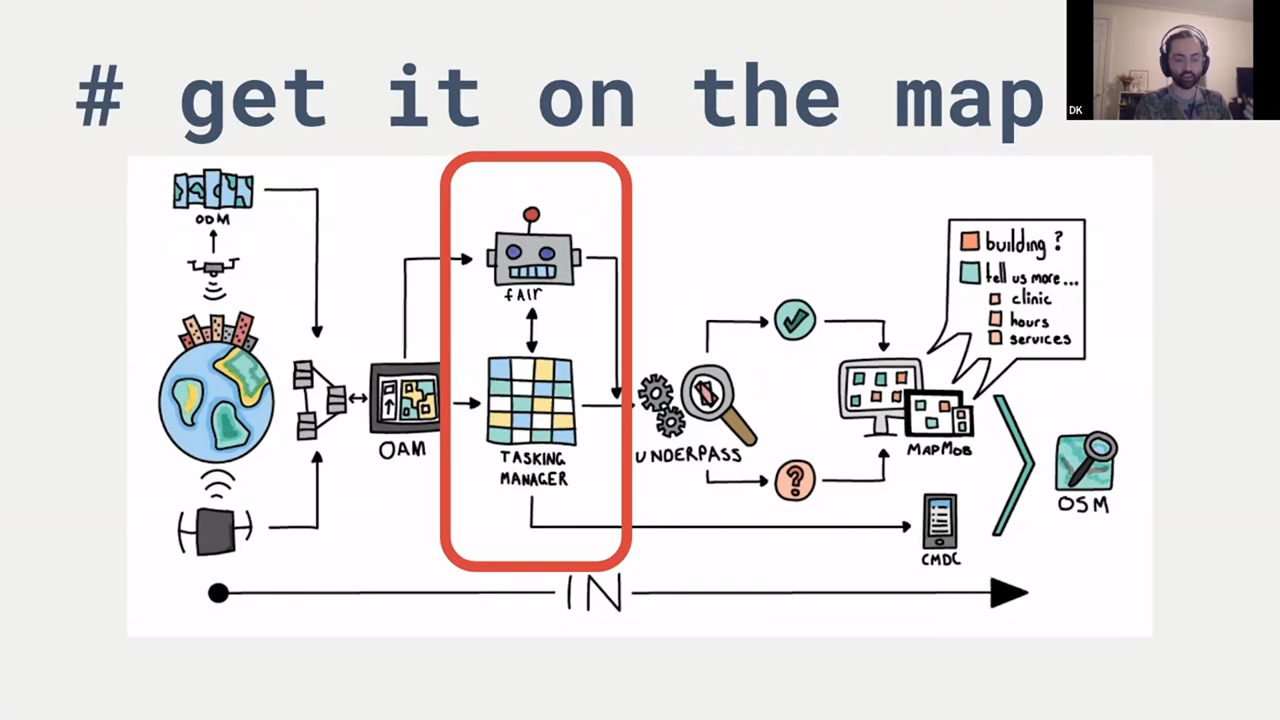 # get it on the map
DK
ODM
fAIr
OAM
TASKING
MANAGER
UNDERPASS
building?
tell us more...
clinic
hours
services
MAPMOB
CMDC
OSM
IN